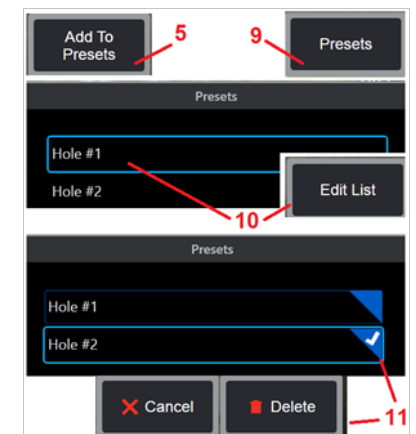 Add To
Presets
5
9
Presets
Presets
Hole #1
Hole #2
Edit List
10
Presets
Hole #1
Hole #2
Cancel
Delete
11